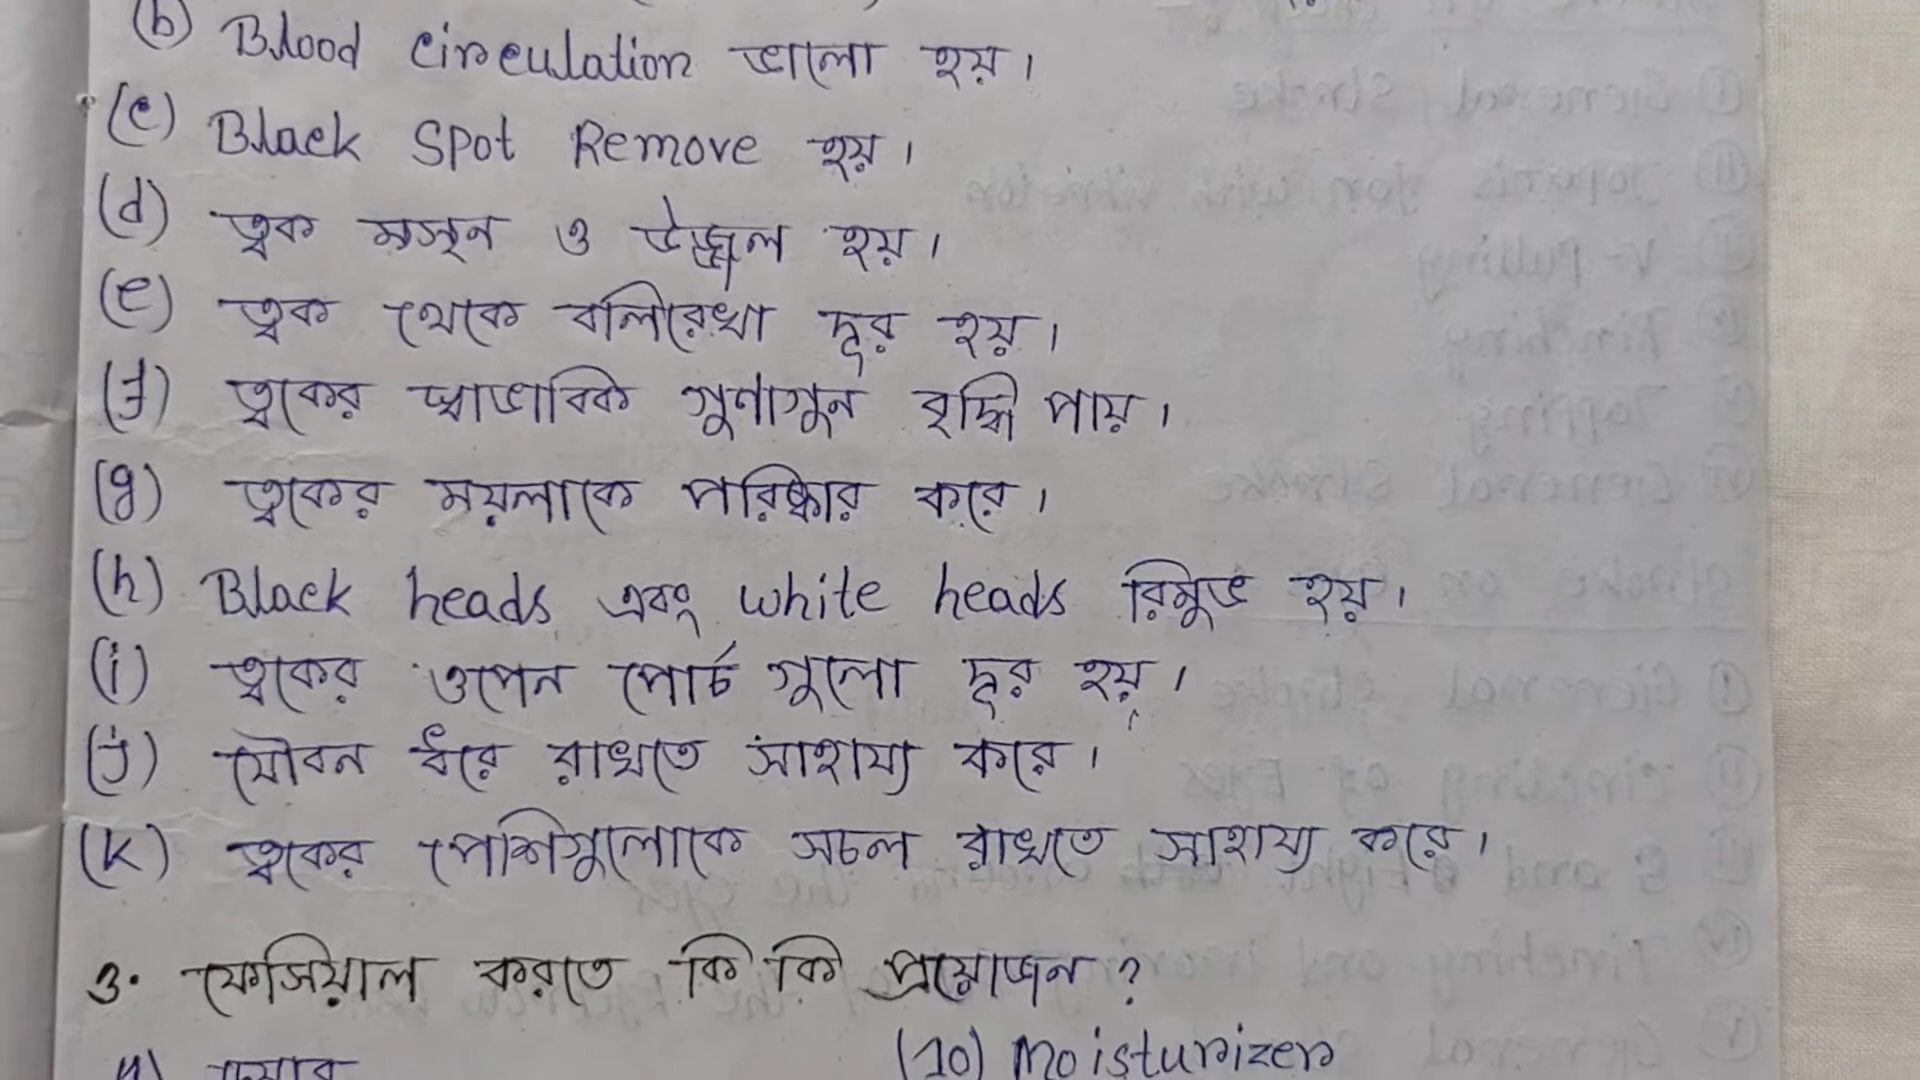 (b) Blood circulation ভালো হয়।
(c) Black Spot Remove হয়।
(d) ত্বক মসৃন ও উজ্জ্বল হয়।
(e) ত্বক থেকে বলিরেখা দূর হয়।
(f) ত্বকের স্বাভাবিক গুণাগুন বৃদ্ধি পায়।
(g) ত্বকের ময়লাকে পরিষ্কার করে।
(h) Black heads এবং white heads রিমুভ হয়।
(i) ত্বকের ওপেন পোর্চ গুলো দূর হয়।
(j) যৌবন ধরে রাখতে সাহায্য করে।
(k) ত্বকের পেশিগুলোকে সচল রাখতে সাহায্য করে।
৩. ফেসিয়াল করতে কি কি প্রয়োজন?
(10) Moisturizer